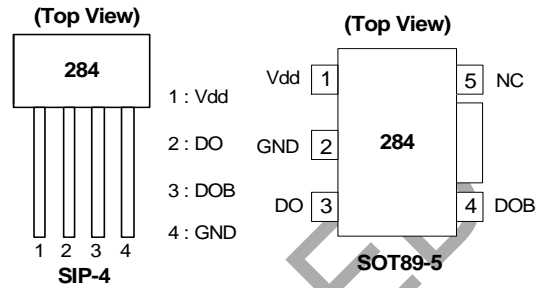 (Top View)
284
1 : Vdd
2 : DO
3 : DOB
4 : GND
1 2 3 4
SIP-4
(Top View)
Vdd 1
5 NC
GND 2
284
DO 3
4 DOB
SOT89-5